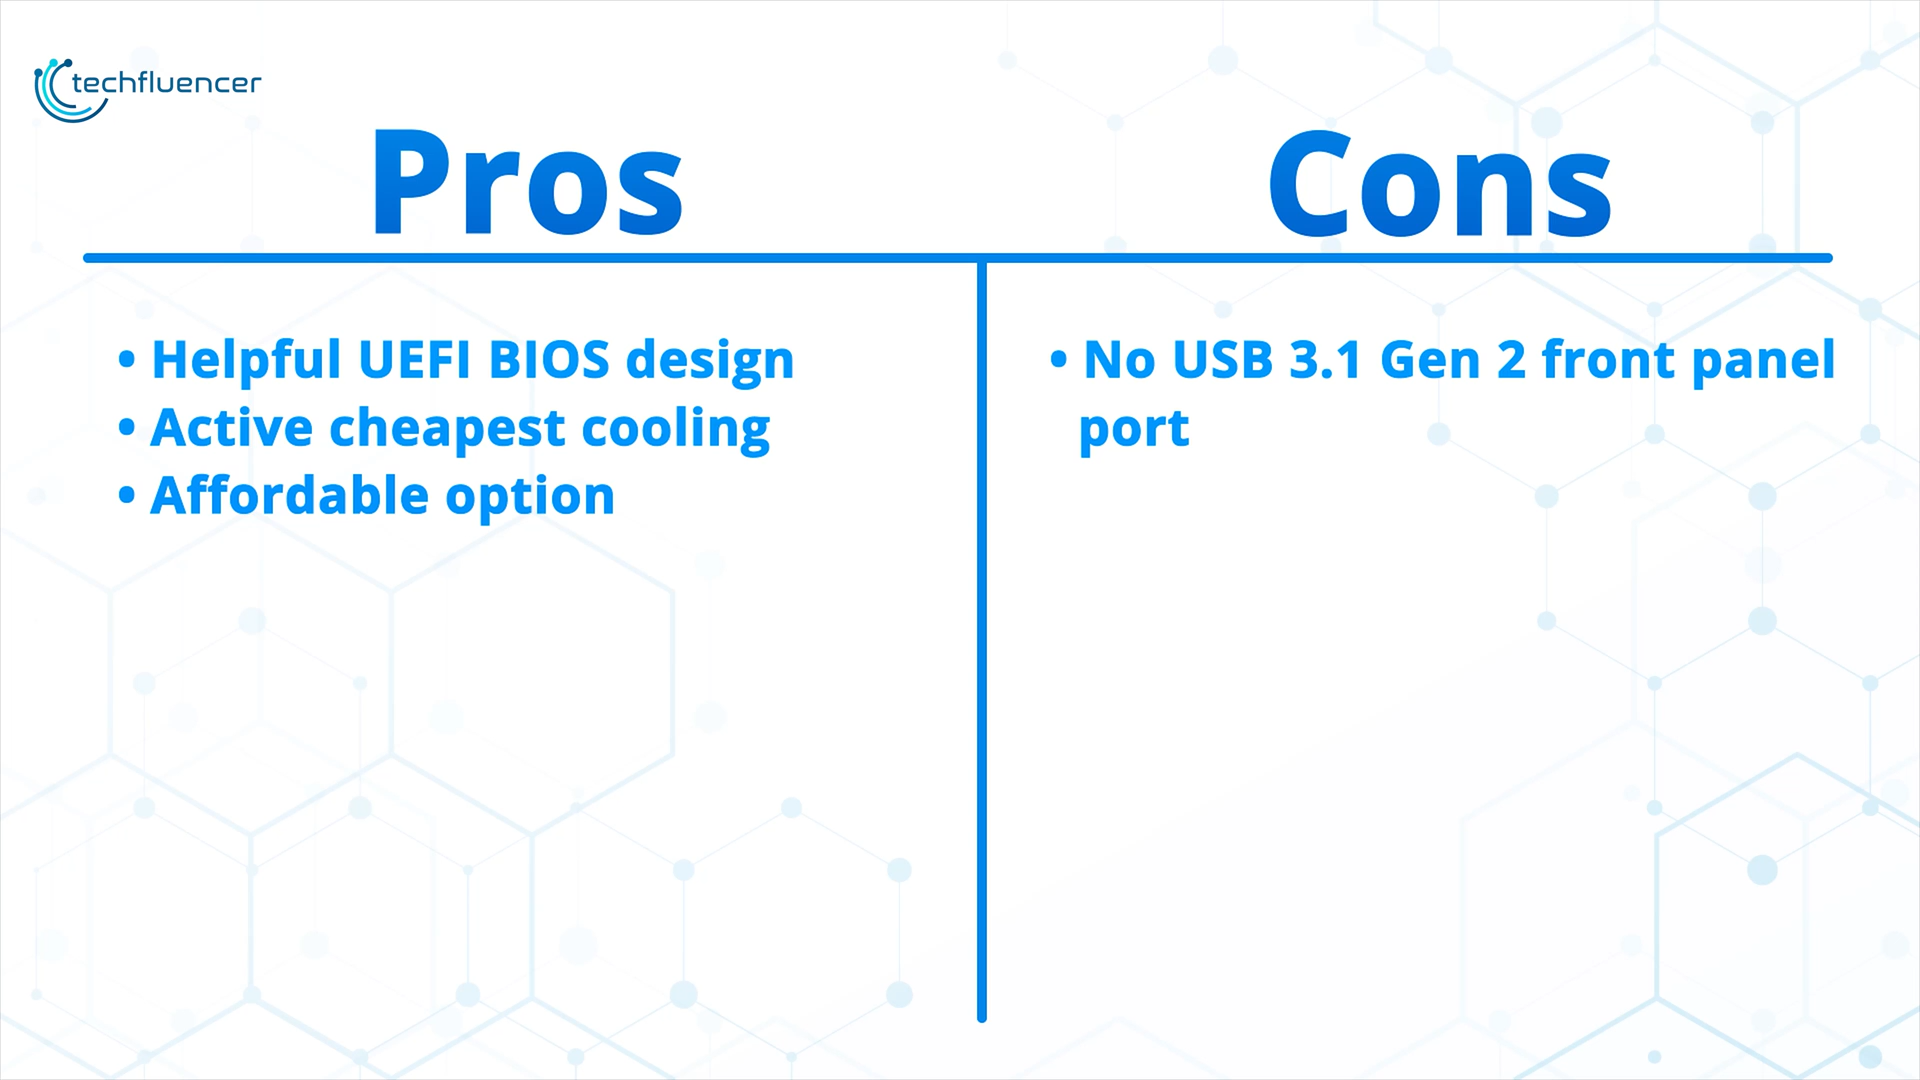 techfluencer
Pros
Cons
• Helpful UEFI BIOS design
• Active cheapest cooling
• Affordable option
• No USB 3.1 Gen 2 front panel
port